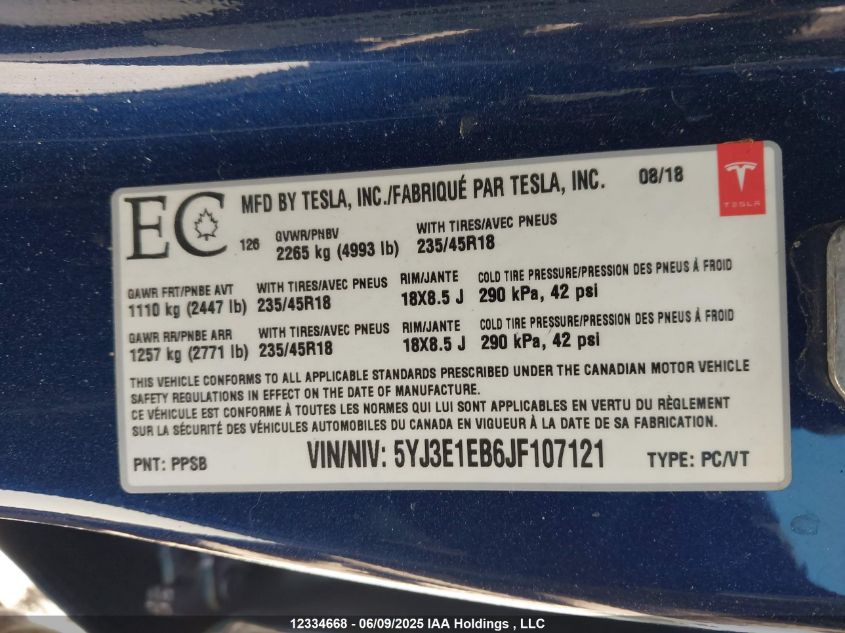 EC
MFD BY TESLA, INC./FABRIQUÉ PAR TESLA, INC. 08/18
TESLA
126
GVWR/PNBV WITH TIRES/AVEC PNEUS
2265 kg (4993 lb) 235/45R18
GAWR FRT/PNBE AVT WITH TIRES/AVEC PNEUS RIM/JANTE COLD TIRE PRESSURE/PRESSION DES PNEUS À FROID
1110 kg (2447 lb) 235/45R18 18X8.5 J 290 kPa, 42 psi
GAWR RR/PNBE ARR WITH TIRES/AVEC PNEUS RIM/JANTE COLD TIRE PRESSURE/PRESSION DES PNEUS À FROID
1257 kg (2771 lb) 235/45R18 18X8.5 J 290 kPa, 42 psi
THIS VEHICLE CONFORMS TO ALL APPLICABLE STANDARDS PRESCRIBED UNDER THE CANADIAN MOTOR VEHICLE
SAFETY REGULATIONS IN EFFECT ON THE DATE OF MANUFACTURE.
CE VÉHICULE EST CONFORME À TOUTES LES NORMES QUI LUI SONT APPLICABLES EN VERTU DU RÈGLEMENT
SUR LA SÉCURITÉ DES VÉHICULES AUTOMOBILES DU CANADA EN VIGUEUR À LA DATE DE SA FABRICATION.
PNT: PPSB VIN/NIV: 5YJ3E1EB6JF107121 TYPE: PC/VT
12334668 - 06/09/2025 IAA Holdings , LLC